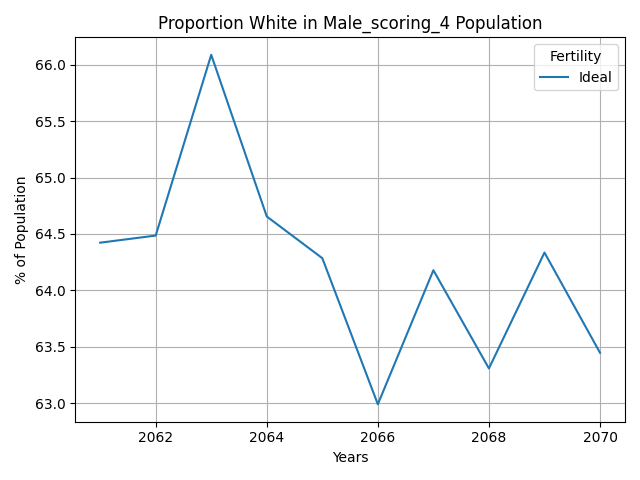 Proportion White in Male_scoring_4 Population
Fertility
Ideal
% of Population
66.0
65.5
65.0
64.5
64.0
63.5
63.0
2062 2064 2066 2068 2070
Years